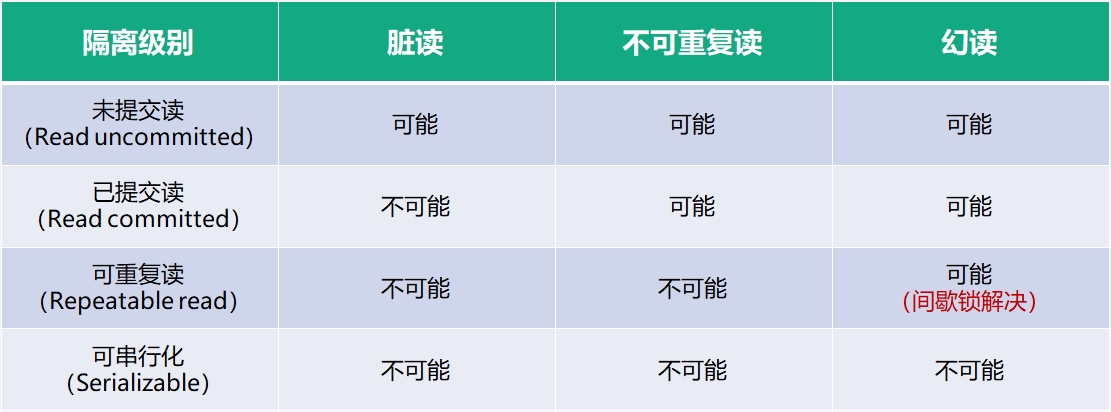 隔离级别 脏读 不可重复读 幻读
未提交读
（Read uncommitted） 可能 可能 可能
已提交读
（Read committed） 不可能 可能 可能
可重复读
（Repeatable read） 不可能 不可能 可能
（间歇锁解决）
可串行化
（Serializable） 不可能 不可能 不可能